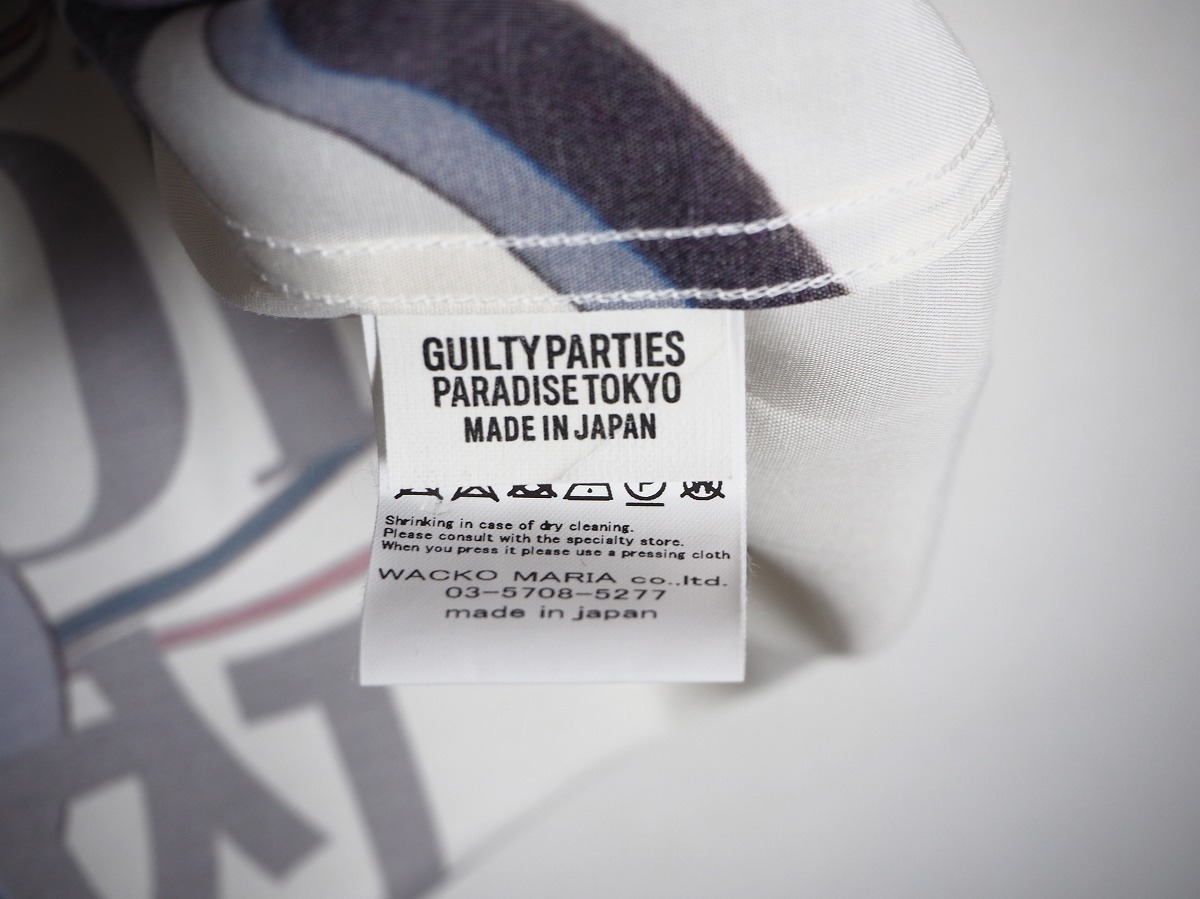 GUILTY PARTIES
PARADISE TOKYO
MADE IN JAPAN
Shrinking in case of dry cleaning.
Please consult with the specialty store.
When you press it please use a pressing cloth
WACKO MARIA co.,ltd.
03-5708-5277
made in japan